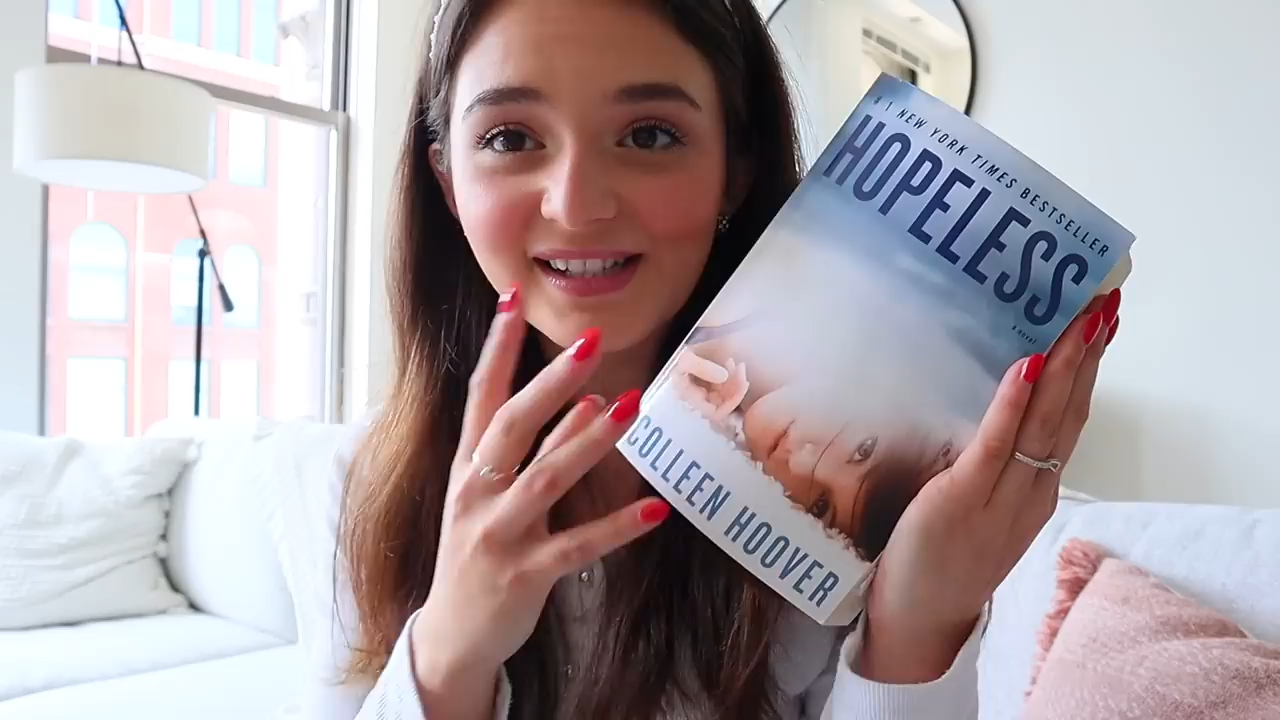 #1 NEW YORK TIMES BESTSELLER
HOPELESS
a novel
COLLEEN HOOVER